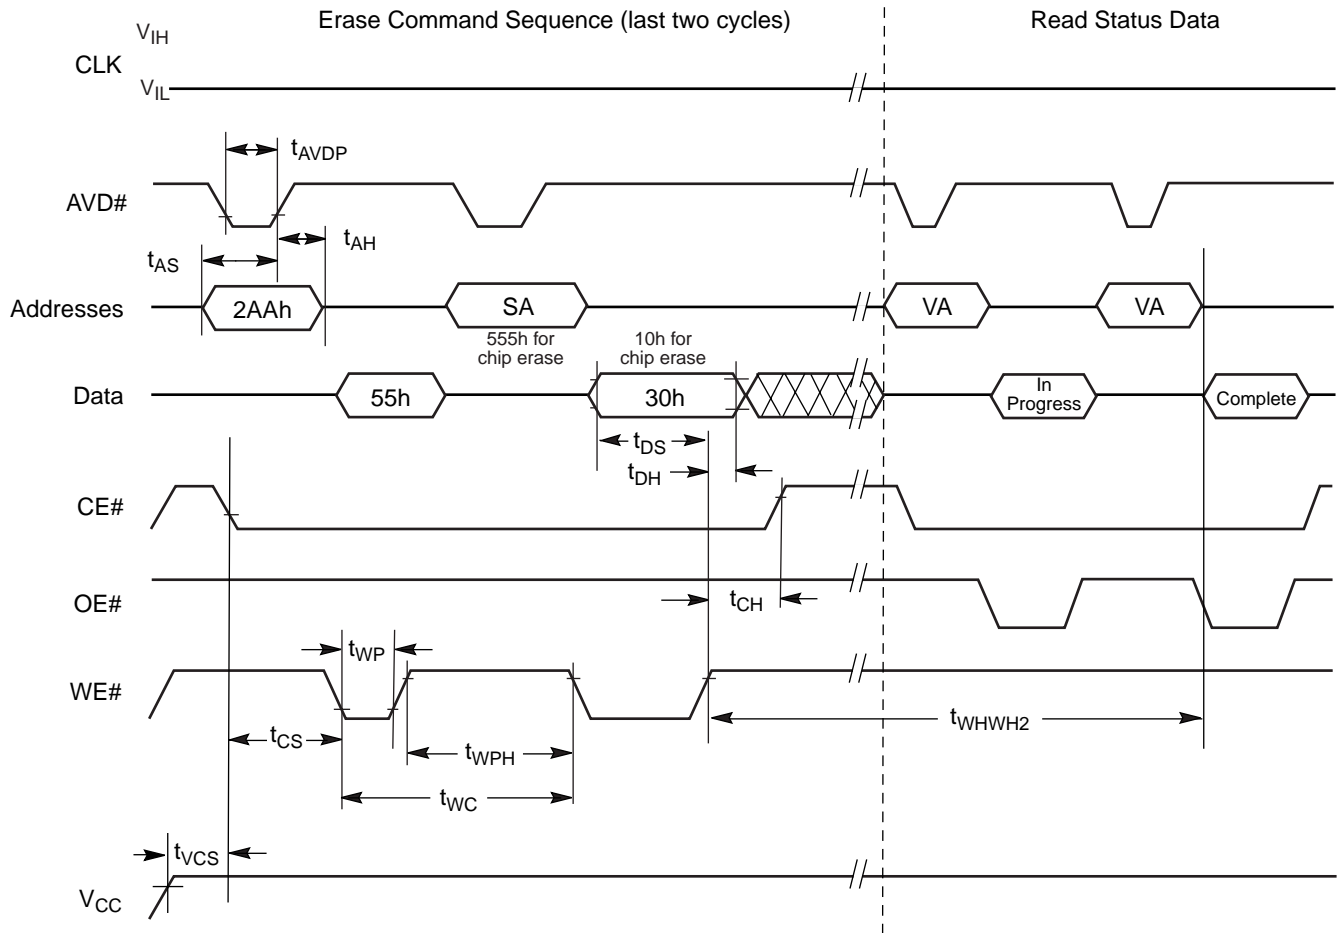 Erase Command Sequence (last two cycles)
Read Status Data
VIH
CLK
VIL
tAVDP
AVD#
tAH
tAS
Addresses
2AAh
SA
VA
VA
555h for
chip erase
10h for
chip erase
Data
55h
30h
In
Progress
Complete
tDS
tDH
CE#
OE#
tCH
tWP
WE#
tCS
tWPH
tWHWH2
tWC
tVCS
VCC